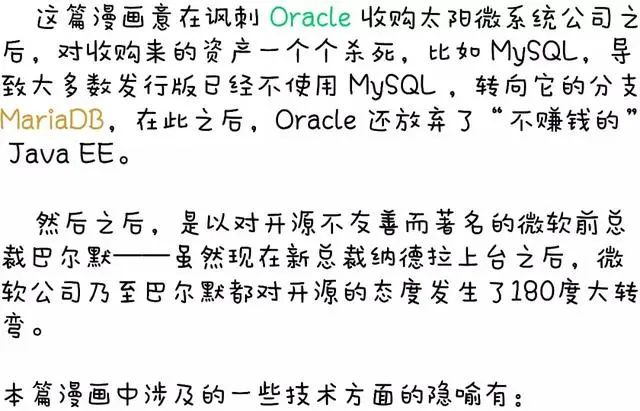 这篇漫画意在讽刺 Oracle 收购太阳微系统公司之
后，对收购来的资产一个个杀死，比如 MySQL，导
致大多数发行版已经不使用 MySQL ，转向它的分支
MariaDB，在此之后，Oracle 还放弃了“不赚钱的”
Java EE。
然后之后，是以对开源不友善而著名的微软前总
裁巴尔默——虽然现在新总裁纳德拉上台之后，微
软公司乃至巴尔默都对开源的态度发生了180度大转
弯。
本篇漫画中涉及的一些技术方面的隐喻有：